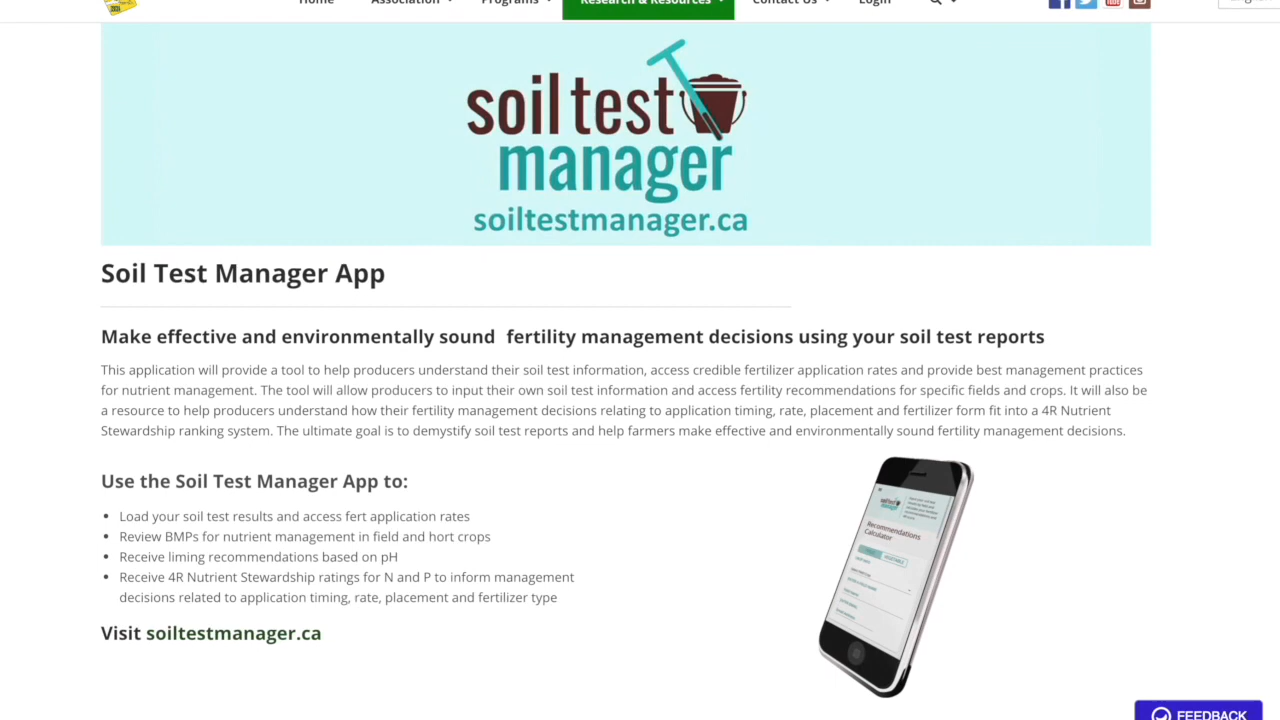 Home Association Programs Research & Resources Contact Us Login
soil test
manager
soiltestmanager.ca
Soil Test Manager App
Make effective and environmentally sound fertility management decisions using your soil test reports
This application will provide a tool to help producers understand their soil test information, access credible fertilizer application rates and provide best management practices
for nutrient management. The tool will allow producers to input their own soil test information and access fertility recommendations for specific fields and crops. It will also be
a resource to help producers understand how their fertility management decisions relating to application timing, rate, placement and fertilizer form fit into a 4R Nutrient
Stewardship ranking system. The ultimate goal is to demystify soil test reports and help farmers make effective and environmentally sound fertility management decisions.
Use the Soil Test Manager App to:
• Load your soil test results and access fert application rates
• Review BMPs for nutrient management in field and hort crops
• Receive liming recommendations based on pH
• Receive 4R Nutrient Stewardship ratings for N and P to inform management
decisions related to application timing, rate, placement and fertilizer type
Visit soiltestmanager.ca
soil test
manager
Recommendations
Calculator
FEEDBACK